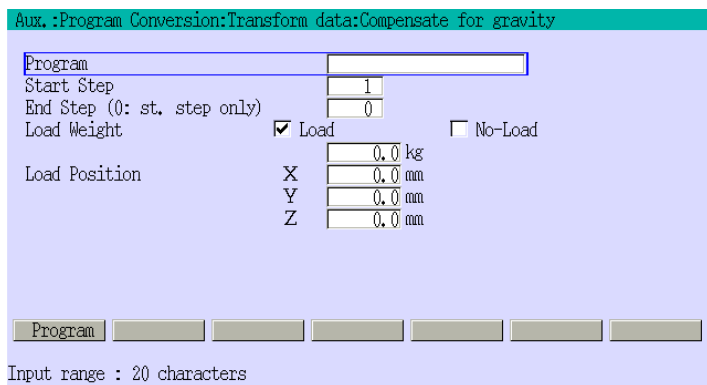 Aux.:Program Conversion:Transform data:Compensate for gravity
Program
Start Step 1
End Step (0: st. step only) 0
Load Weight Load No-Load
0.0 kg
Load Position X 0.0 mm
Y 0.0 mm
Z 0.0 mm
Program
Input range : 20 characters